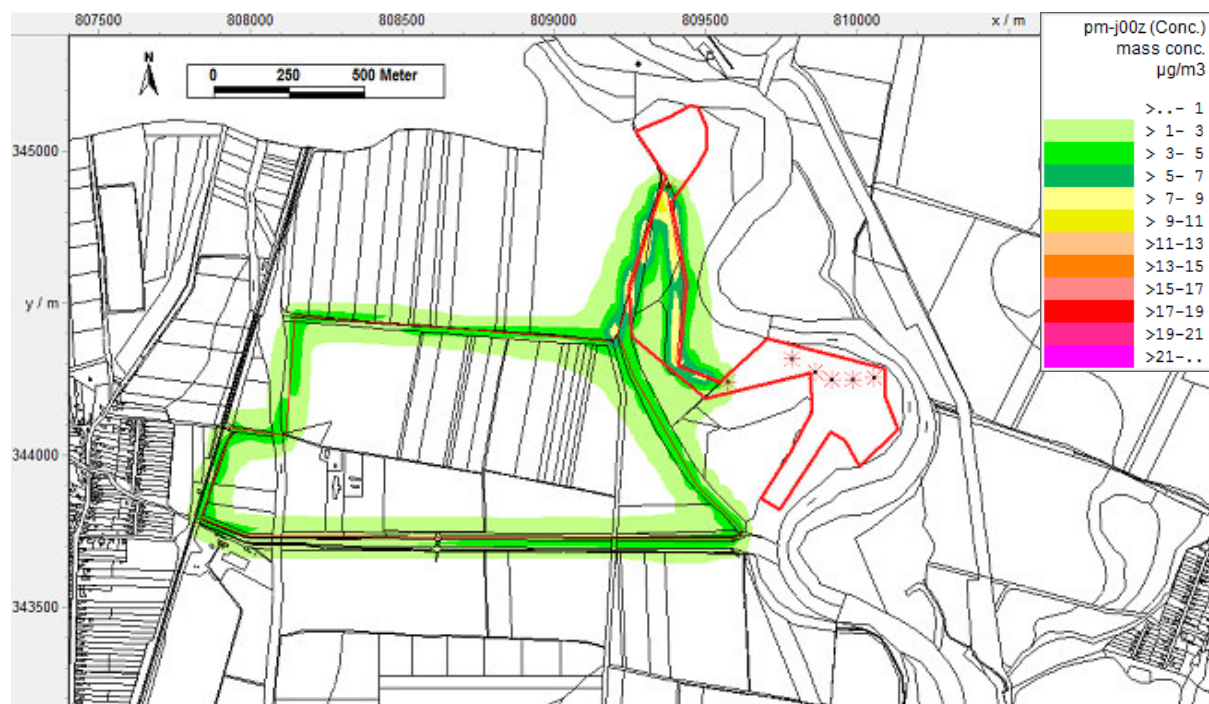 807500 808000 808500 809000 809500 810000 x / m
pm-j00z (Conc.)
mass conc.
µg/m3
N
0 250 500 Meter
>..- 1
> 1- 3
> 3- 5
> 5- 7
> 7- 9
> 9-11
>11-13
>13-15
>15-17
>17-19
>19-21
>21-..
345000
y / m
344000
343500